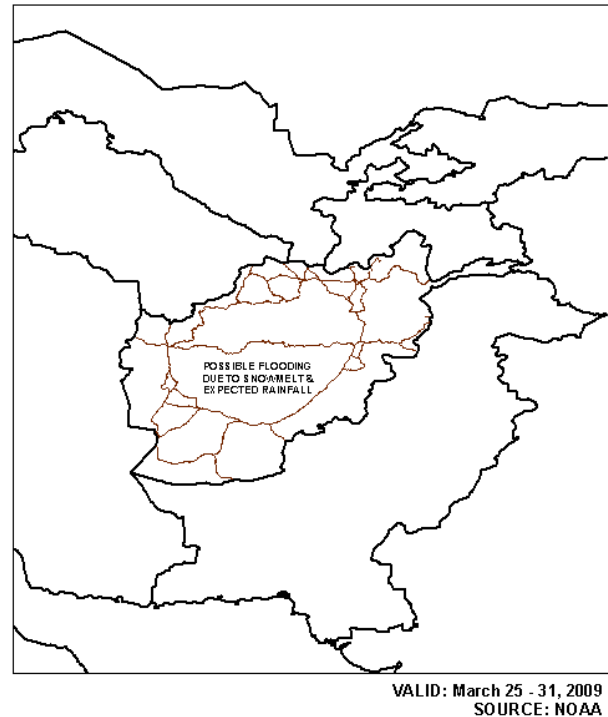 POSSIBLE FLOODING
DUE TO SNOWMELT &
EXPECTED RAINFALL
VALID: March 25 - 31, 2009
SOURCE: NOAA